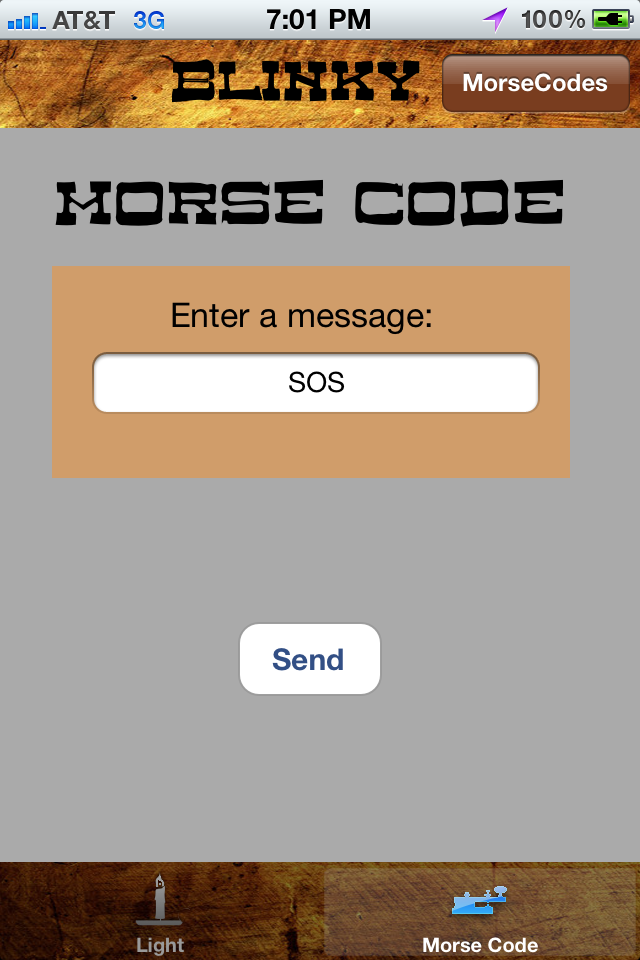 AT&T 3G 7:01 PM 100%
BLINKY MorseCodes
MORSE CODE
Enter a message:
SOS
Send
Light Morse Code